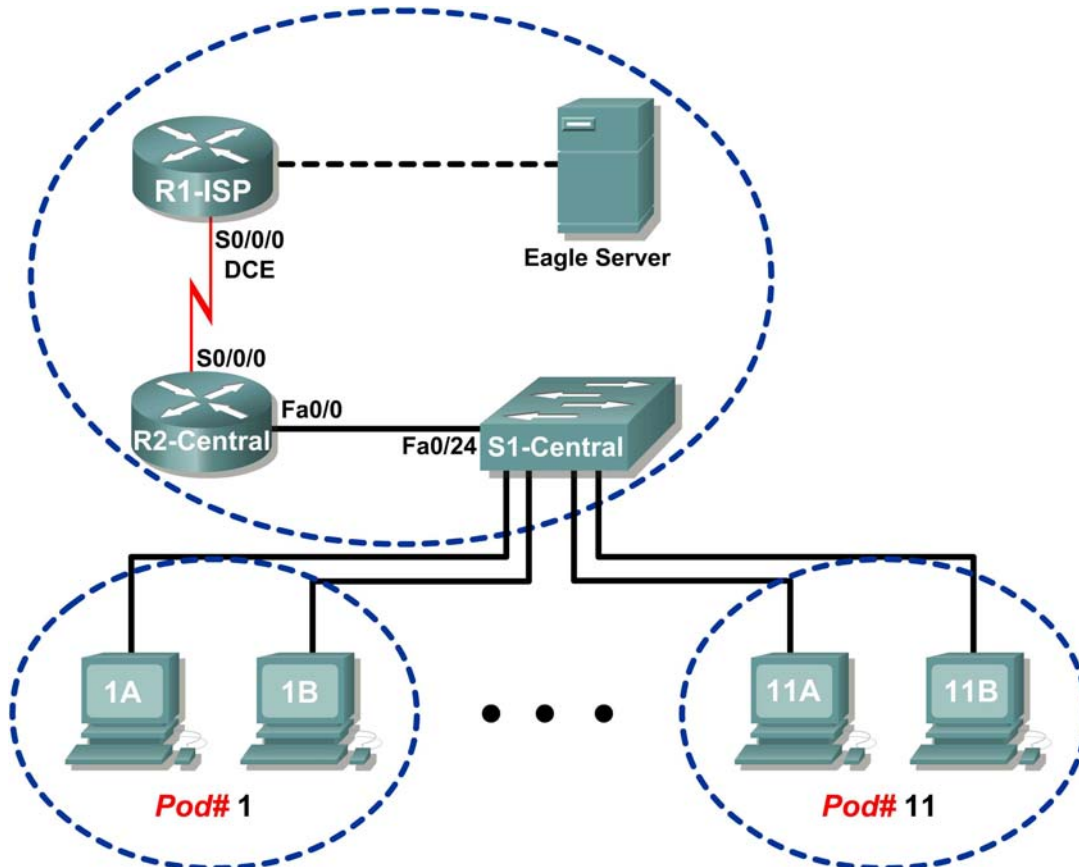 R1-ISP
S0/0/0
DCE
Eagle Server
S0/0/0
R2-Central
Fa0/0
Fa0/24
S1-Central
1A
1B
11A
11B
Pod# 1
Pod# 11